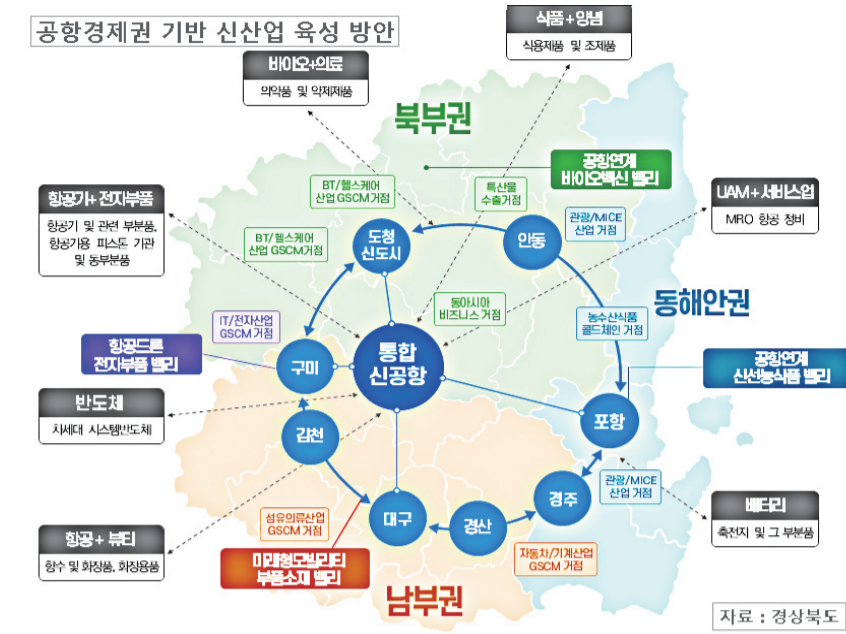 공항경제권 기반 신산업 육성 방안
식품+양념
식용제품 및 조제품
바이오+의료
의약품 및 약제제품
북부권
공항연계
바이오백신 밸리
BT/헬스케어
산업 GSCM거점
특산물
수출거점
UAM+서비스업
MRO 항공 정비
항공기+전자부품
항공기 및 관련 부분품,
항공기용 피스톤 기관
및 동부분품
BT/헬스케어
산업 GSCM거점
도청
신도시
안동
관광/MICE
산업 거점
동해안권
동아시아
비즈니스 거점
농수산식품
콜드체인 거점
IT/전자산업
GSCM 거점
항공드론
전자부품 밸리
구미
통합
신공항
공항연계
신선농식품 밸리
반도체
차세대 시스템반도체
김천
포항
관광/MICE
산업 거점
배터리
축전지 및 그 부분품
섬유의류산업
GSCM 거점
대구
경산
경주
항공+뷰티
향수 및 화장품, 화장용품
미래형모빌리티
부품소재 밸리
자동차/기계산업
GSCM 거점
남부권
자료 : 경상북도